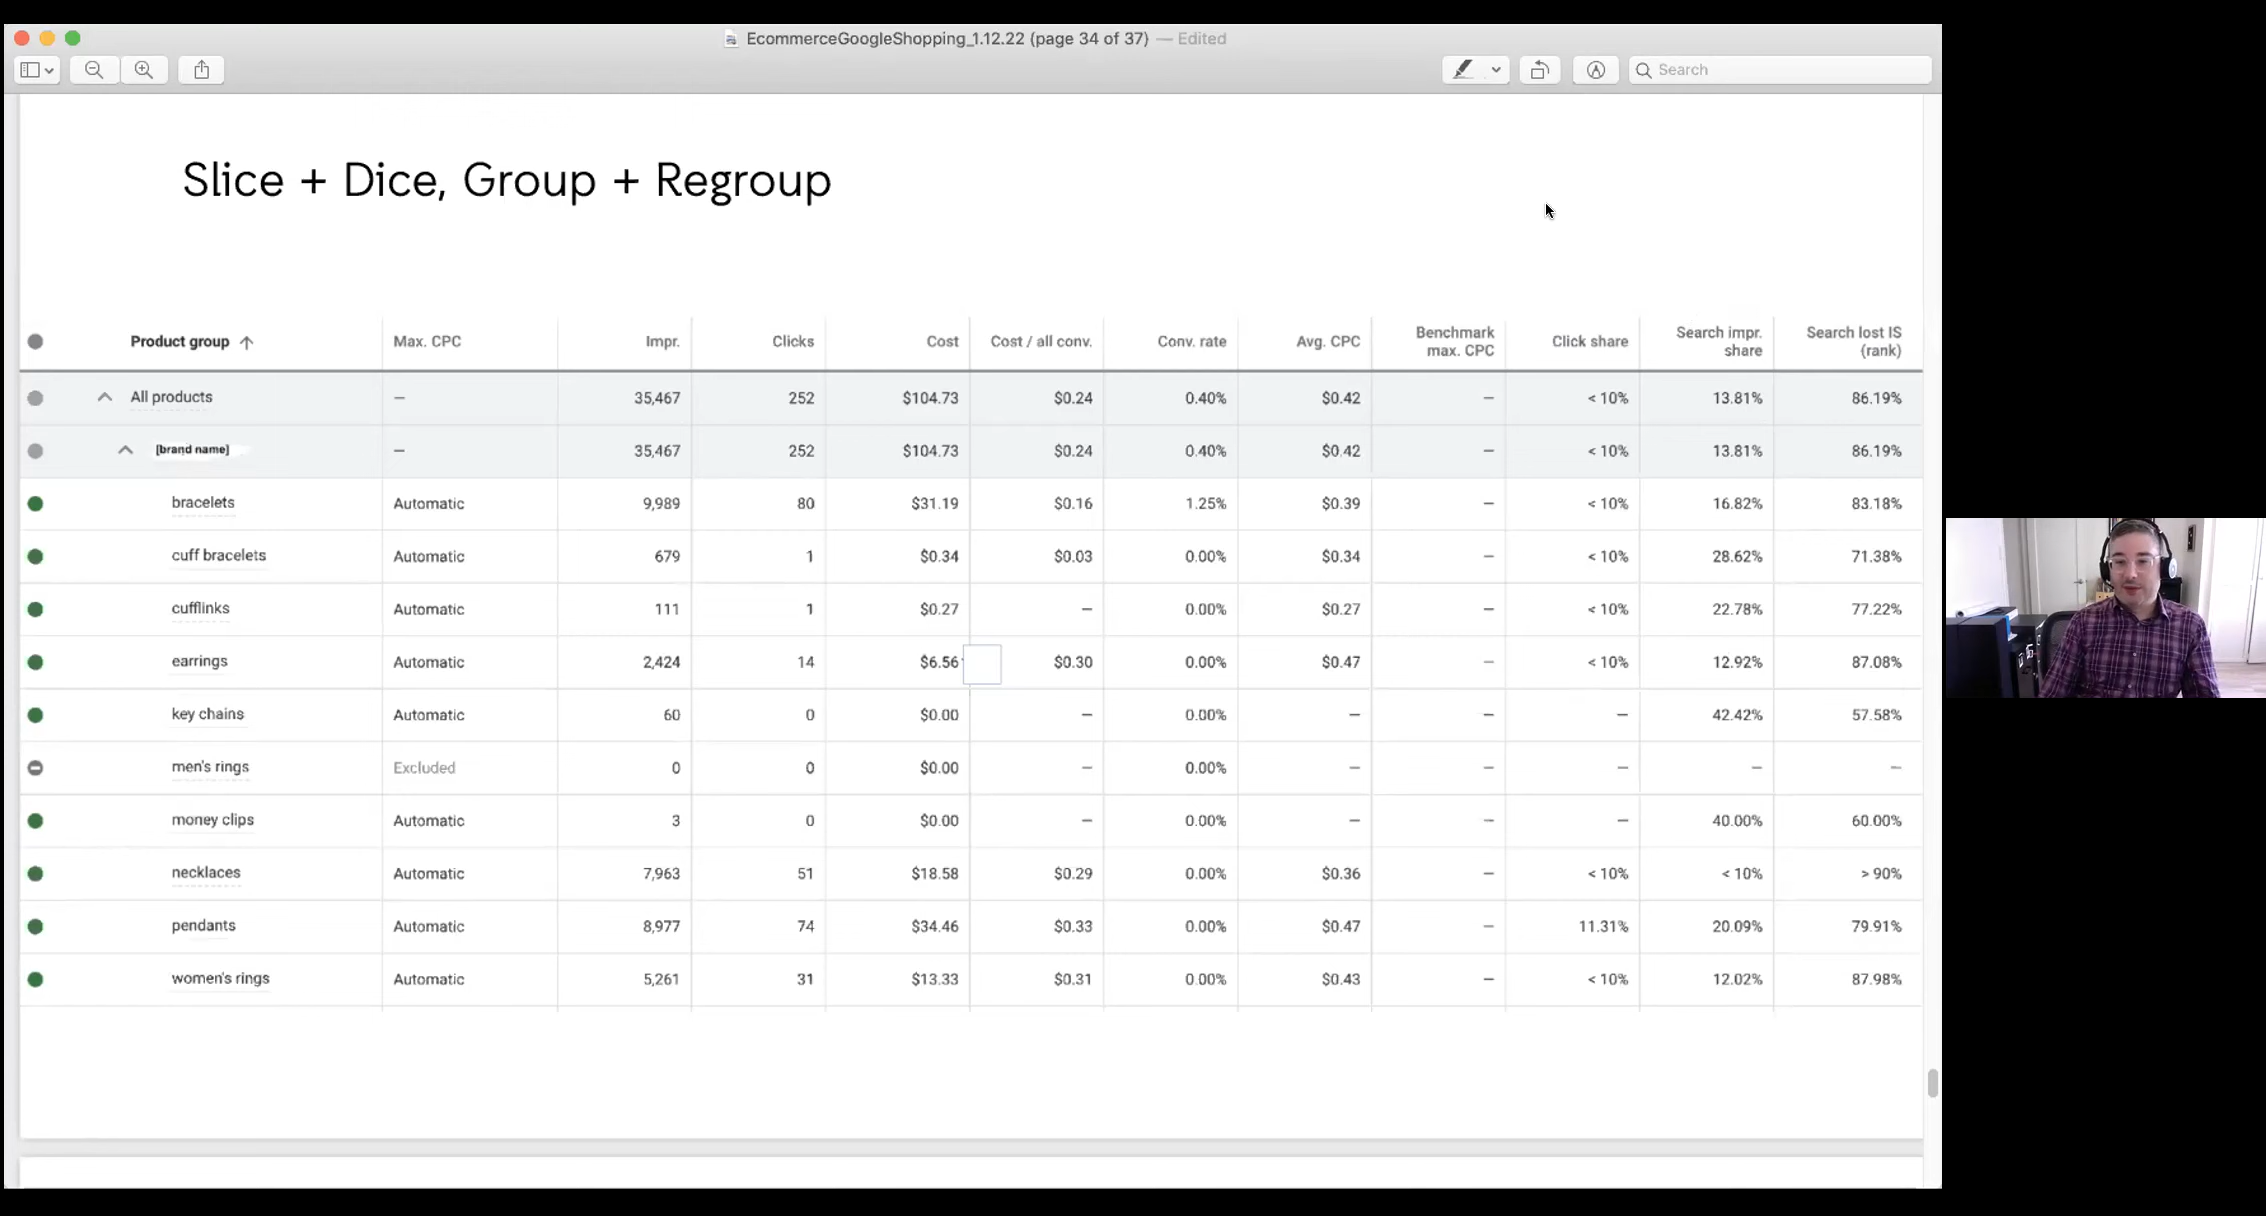 EcommerceGoogleShopping_1.12.22 (page 34 of 37) — Edited
Search
Slice + Dice, Group + Regroup
Product group Max. CPC Impr. Clicks Cost Cost / all conv. Conv. rate Avg. CPC Benchmark max. CPC Click share Search impr. share Search lost IS (rank)
All products — 35,467 252 $104.73 $0.24 0.40% $0.42 — < 10% 13.81% 86.19%
[brand name] — 35,467 252 $104.73 $0.24 0.40% $0.42 — < 10% 13.81% 86.19%
bracelets Automatic 9,989 80 $31.19 $0.16 1.25% $0.39 — < 10% 16.82% 83.18%
cuff bracelets Automatic 679 1 $0.34 $0.03 0.00% $0.34 — < 10% 28.62% 71.38%
cufflinks Automatic 111 1 $0.27 — 0.00% $0.27 — < 10% 22.78% 77.22%
earrings Automatic 2,424 14 $6.56 $0.30 0.00% $0.47 — < 10% 12.92% 87.08%
key chains Automatic 60 0 $0.00 — 0.00% — — — 42.42% 57.58%
men's rings Excluded 0 0 $0.00 — 0.00% — — — — —
money clips Automatic 3 0 $0.00 — 0.00% — — — 40.00% 60.00%
necklaces Automatic 7,963 51 $18.58 $0.29 0.00% $0.36 — < 10% < 10% > 90%
pendants Automatic 8,977 74 $34.46 $0.33 0.00% $0.47 — 11.31% 20.09% 79.91%
women's rings Automatic 5,261 31 $13.33 $0.31 0.00% $0.43 — < 10% 12.02% 87.98%